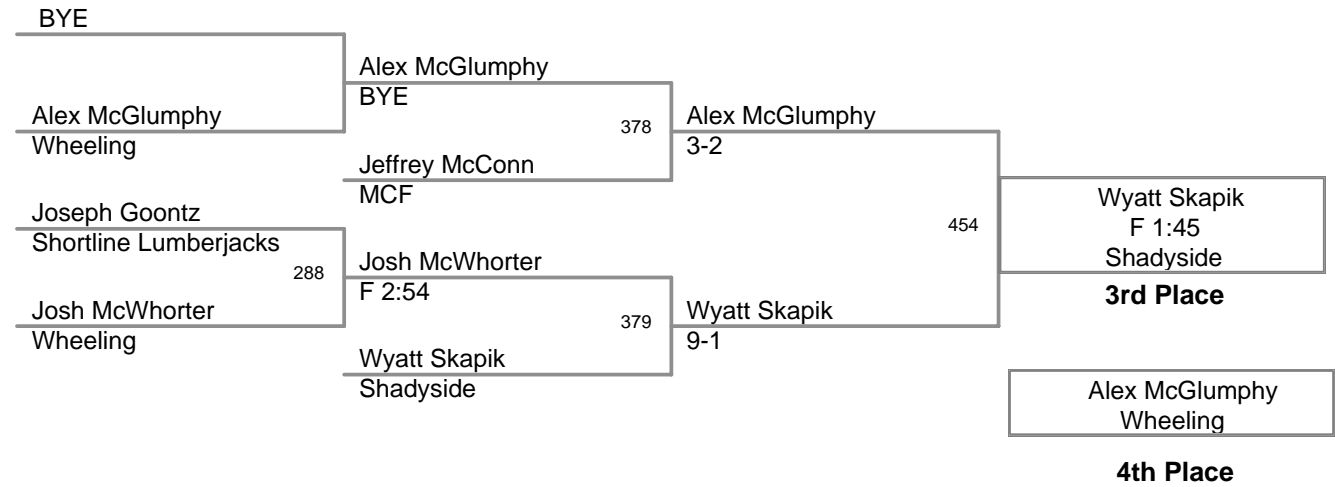 BYE
Alex McGlumphy
Wheeling
Joseph Goontz
Shortline Lumberjacks
288
Josh McWhorter
Wheeling
Alex McGlumphy
BYE
378
Jeffrey McConn
MCF
Josh McWhorter
F 2:54
379
Wyatt Skapik
Shadyside
Alex McGlumphy
3-2
454
Wyatt Skapik
9-1
Wyatt Skapik
F 1:45
Shadyside
3rd Place
Alex McGlumphy
Wheeling
4th Place